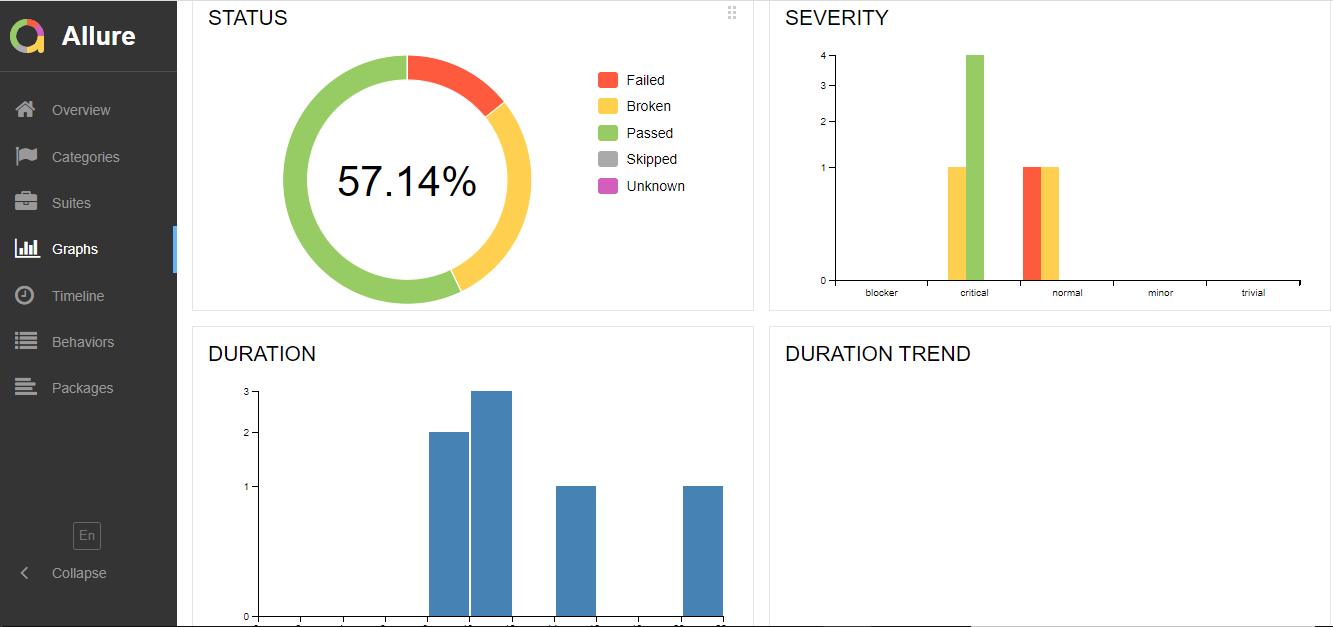 Allure
Overview
Categories
Suites
Graphs
Timeline
Behaviors
Packages
En
Collapse
STATUS
57.14%
Failed
Broken
Passed
Skipped
Unknown
SEVERITY
4
3
2
1
0
blocker critical normal minor trivial
DURATION
3
2
1
0
DURATION TREND